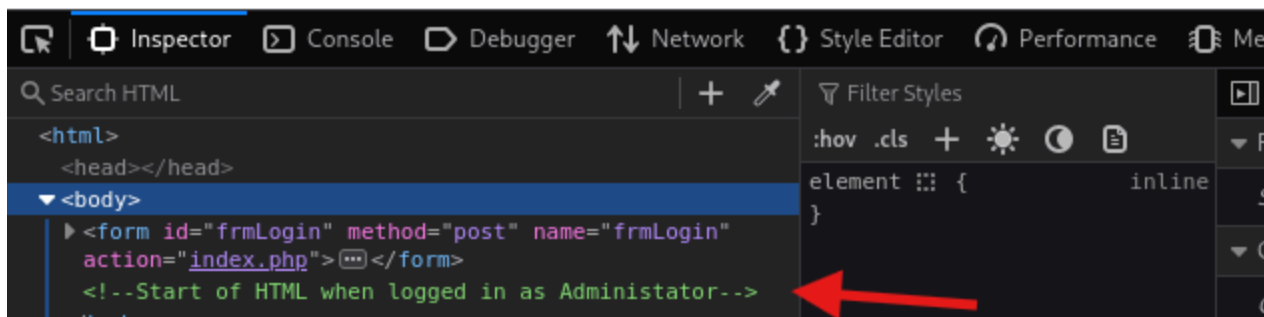 Inspector Console Debugger Network {} Style Editor Performance Me
Search HTML
Filter Styles
<html>
:hov .cls
<head></head>
element { inline
<body>
}
<form id="frmLogin" method="post" name="frmLogin"
action="index.php"></form>
<!--Start of HTML when logged in as Administator-->